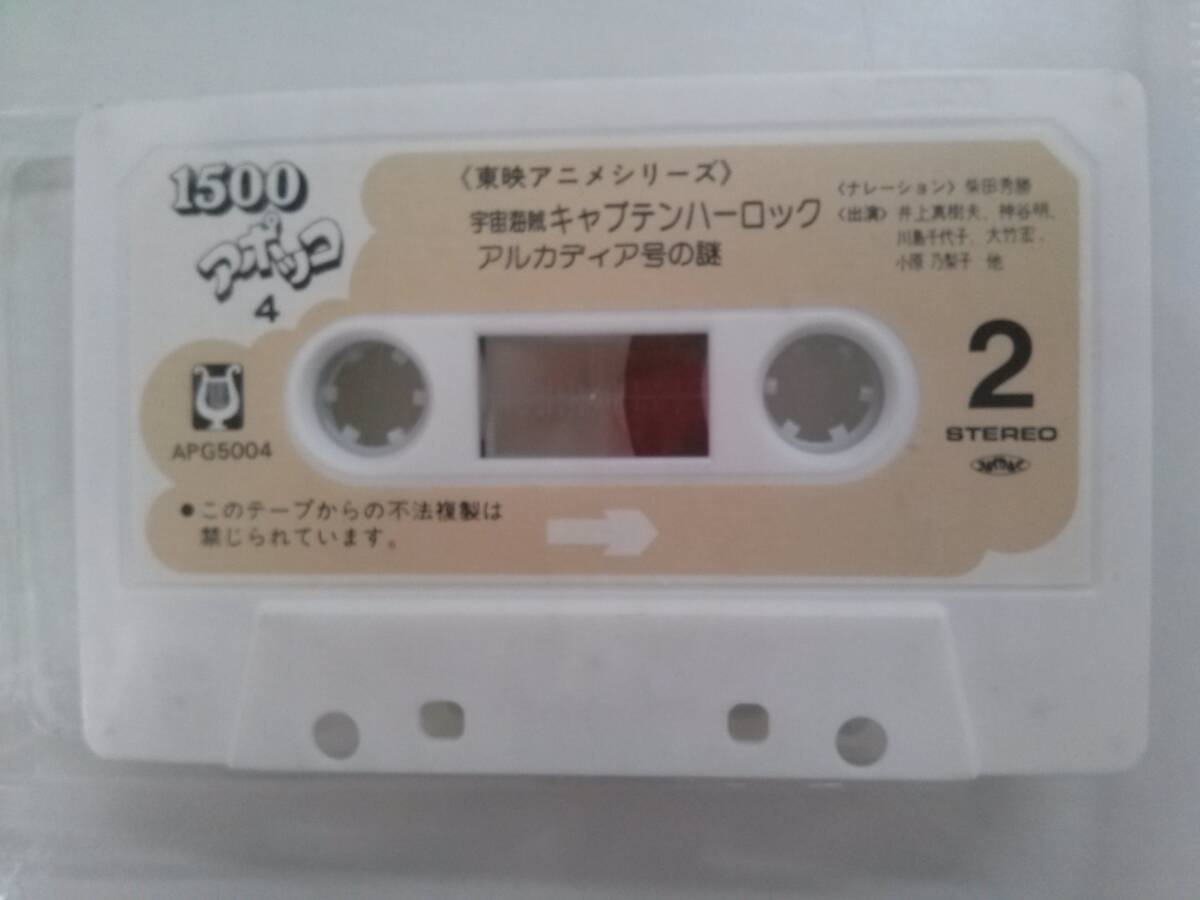 1500
アポッコ
4
《東映アニメシリーズ》
宇宙海賊キャプテンハーロック
アルカディア号の謎
〈ナレーション〉柴田秀勝
〈出演〉井上真樹夫、神谷明、
川島千代子、大竹宏、
小原乃梨子 他
APG5004
2
STEREO
●このテープからの不法複製は
禁じられています。